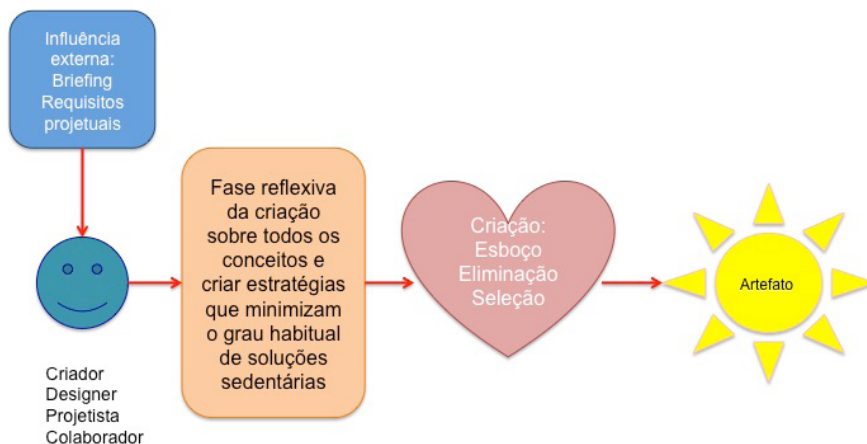 Influência
externa:
Briefing
Requisitos
projetuais
Criador
Designer
Projetista
Colaborador
Fase reflexiva
da criação
sobre todos os
conceitos e
criar estratégias
que minimizam
o grau habitual
de soluções
sedentárias
Criação:
Esboço
Eliminação
Seleção
Artefato